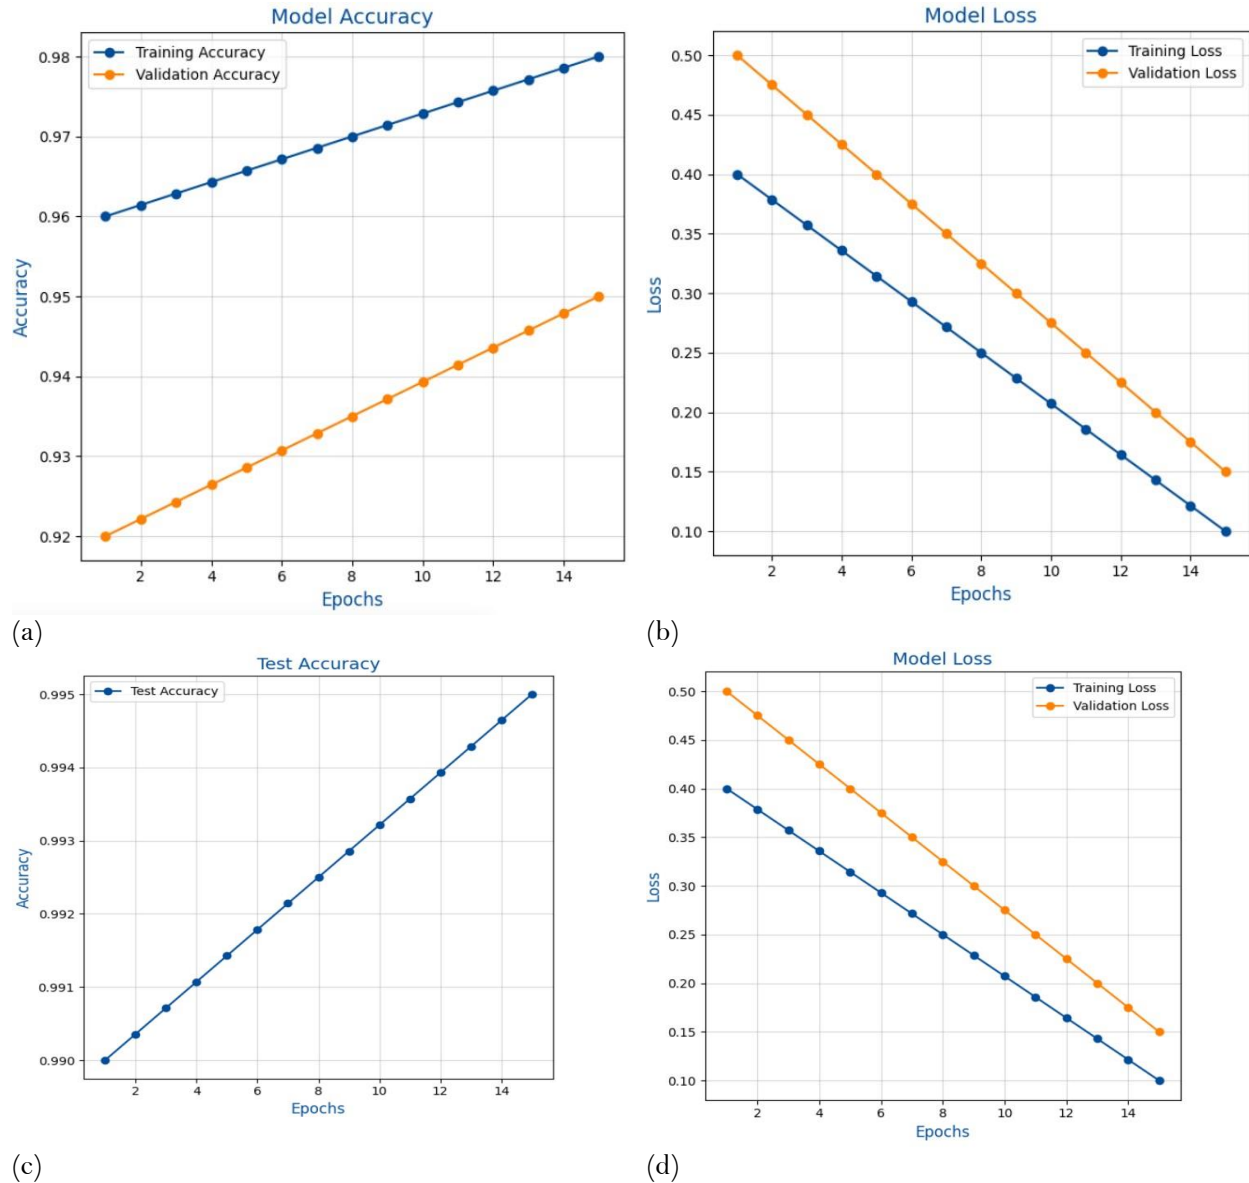 Model Accuracy
Training Accuracy
Validation Accuracy
0.98
0.97
0.96
0.95
0.94
0.93
0.92
Accuracy
2 4 6 8 10 12 14
Epochs
(a)
Model Loss
Training Loss
Validation Loss
0.50
0.45
0.40
0.35
0.30
0.25
0.20
0.15
0.10
Loss
2 4 6 8 10 12 14
Epochs
(b)
Test Accuracy
Test Accuracy
0.995
0.994
0.993
0.992
0.991
0.990
Accuracy
2 4 6 8 10 12 14
Epochs
(c)
Model Loss
Training Loss
Validation Loss
0.50
0.45
0.40
0.35
0.30
0.25
0.20
0.15
0.10
Loss
2 4 6 8 10 12 14
Epochs
(d)